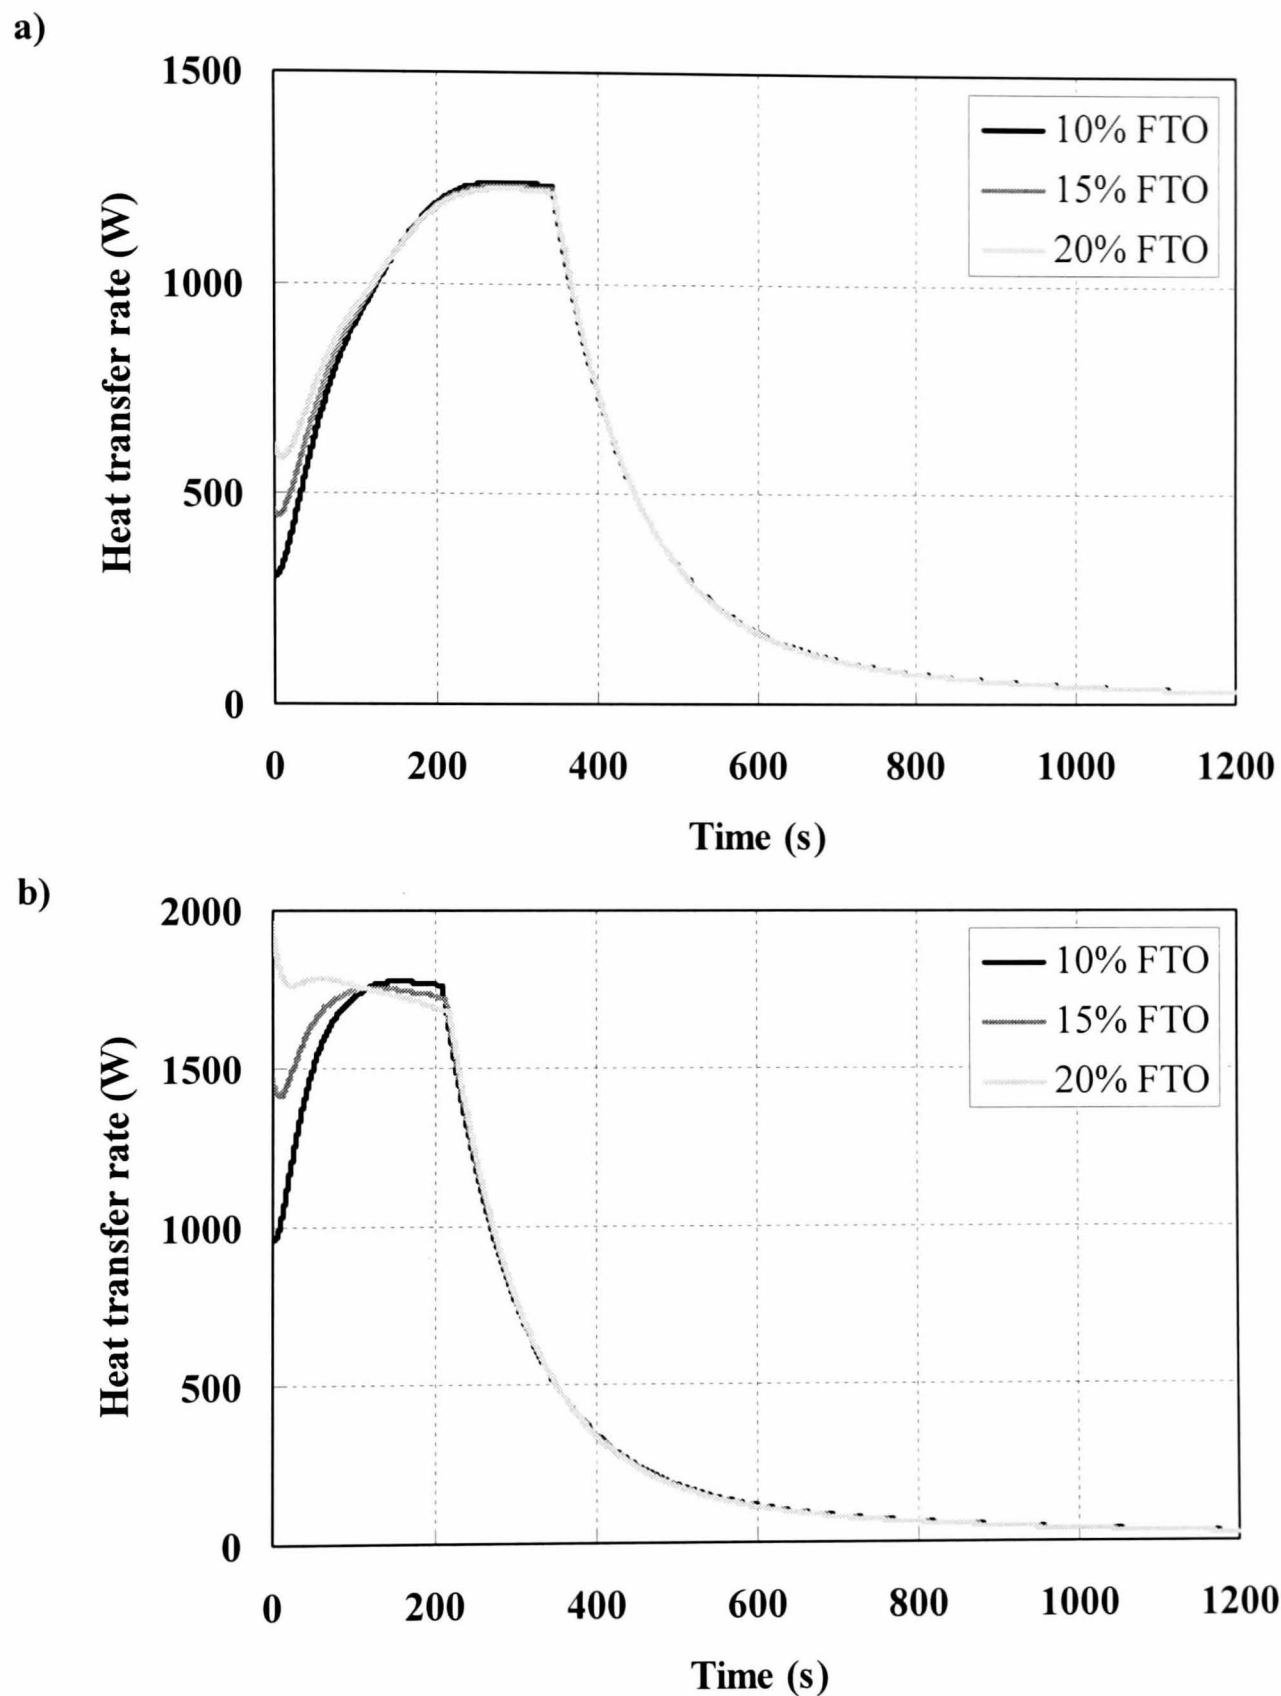 a)
1500
1000
500
0
Heat transfer rate (W)
10% FTO
15% FTO
20% FTO
0 200 400 600 800 1000 1200
Time (s)
b)
2000
1500
1000
500
0
Heat transfer rate (W)
10% FTO
15% FTO
20% FTO
0 200 400 600 800 1000 1200
Time (s)